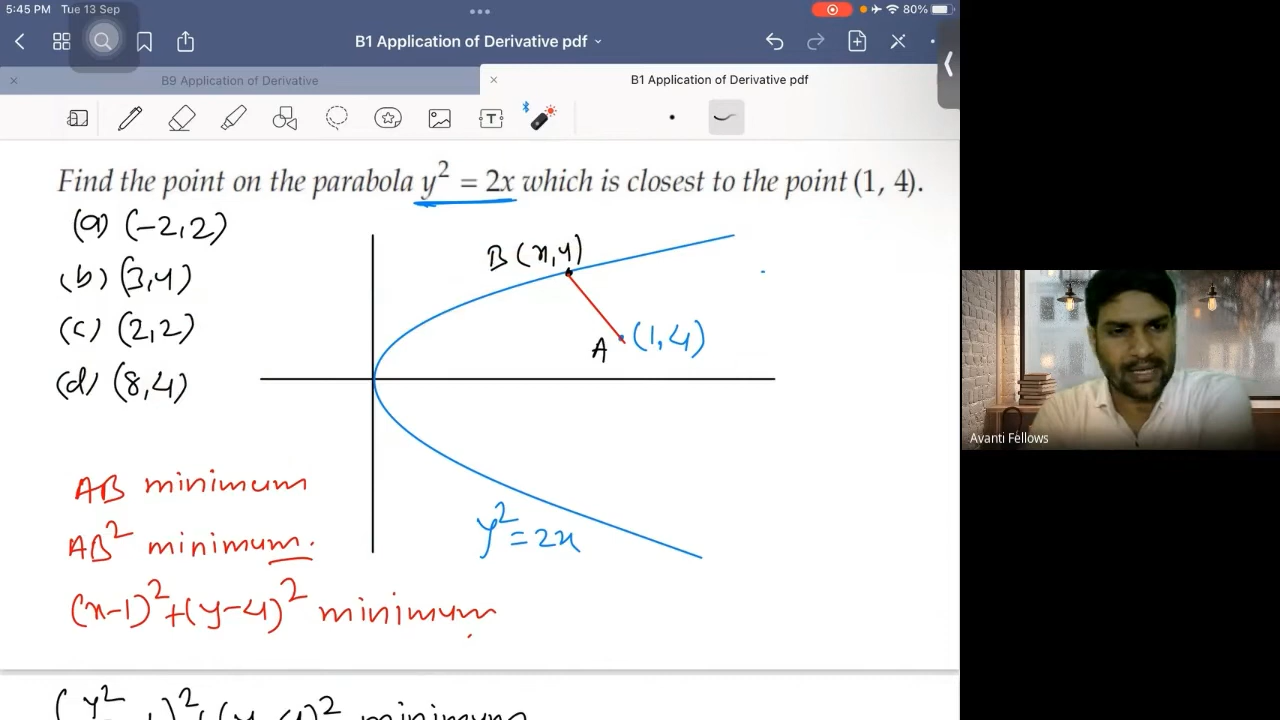 5:45 PM Tue 13 Sep
80%
B1 Application of Derivative pdf
B9 Application of Derivative
B1 Application of Derivative pdf
Find the point on the parabola y² = 2x which is closest to the point (1, 4).
(a) (-2,2)
(b) (3,4)
(c) (2,2)
(d) (8,4)
B(x,y)
A (1,4)
y² = 2x
AB minimum
AB² minimum.
(x-1)²+(y-4)² minimum
Avanti Fellows